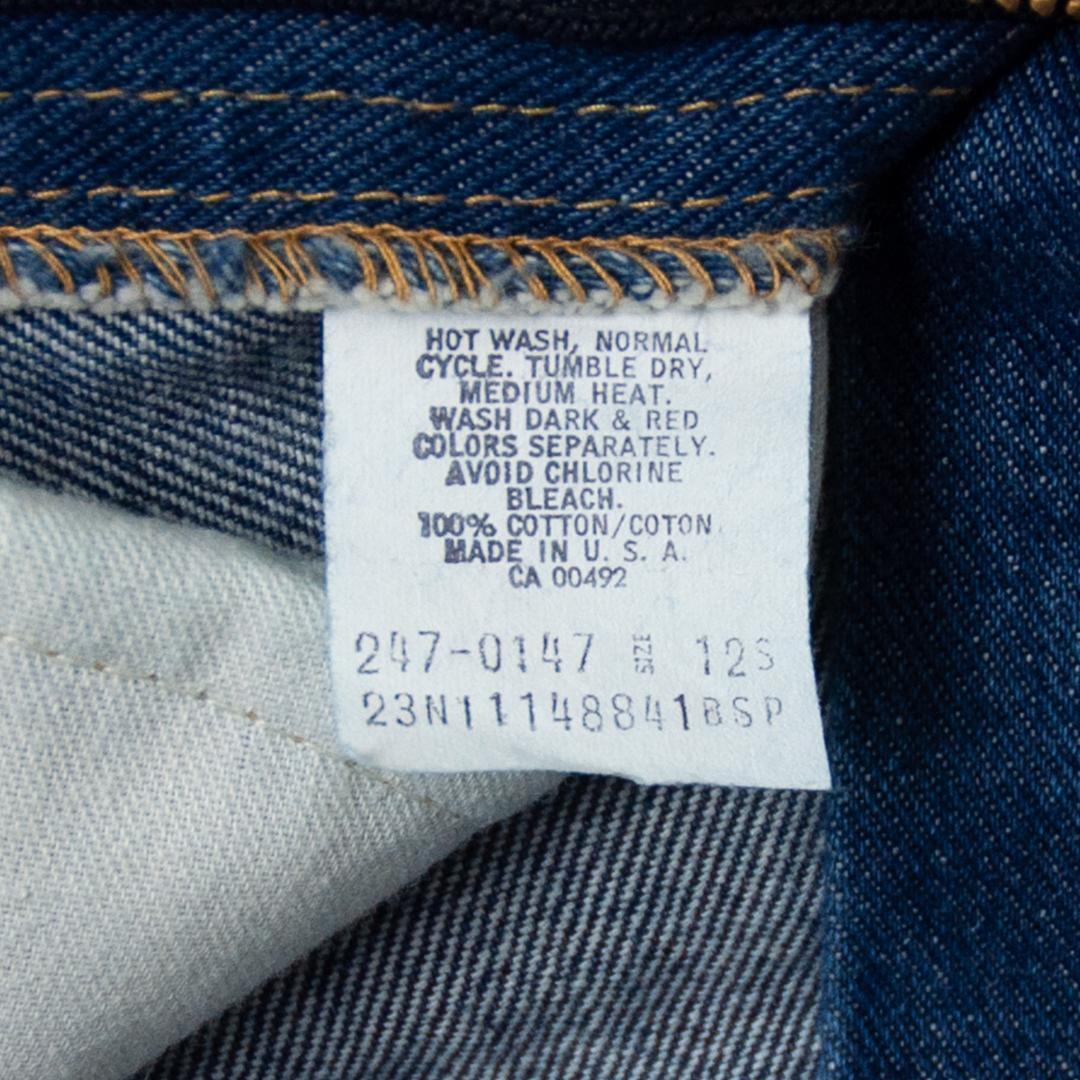 HOT WASH, NORMAL
CYCLE. TUMBLE DRY,
MEDIUM HEAT.
WASH DARK & RED
COLORS SEPARATELY.
AVOID CHLORINE
BLEACH.
100% COTTON/COTON
MADE IN U. S. A.
CA 00492
247-0147 SIZE 12S
23N11148841BSP